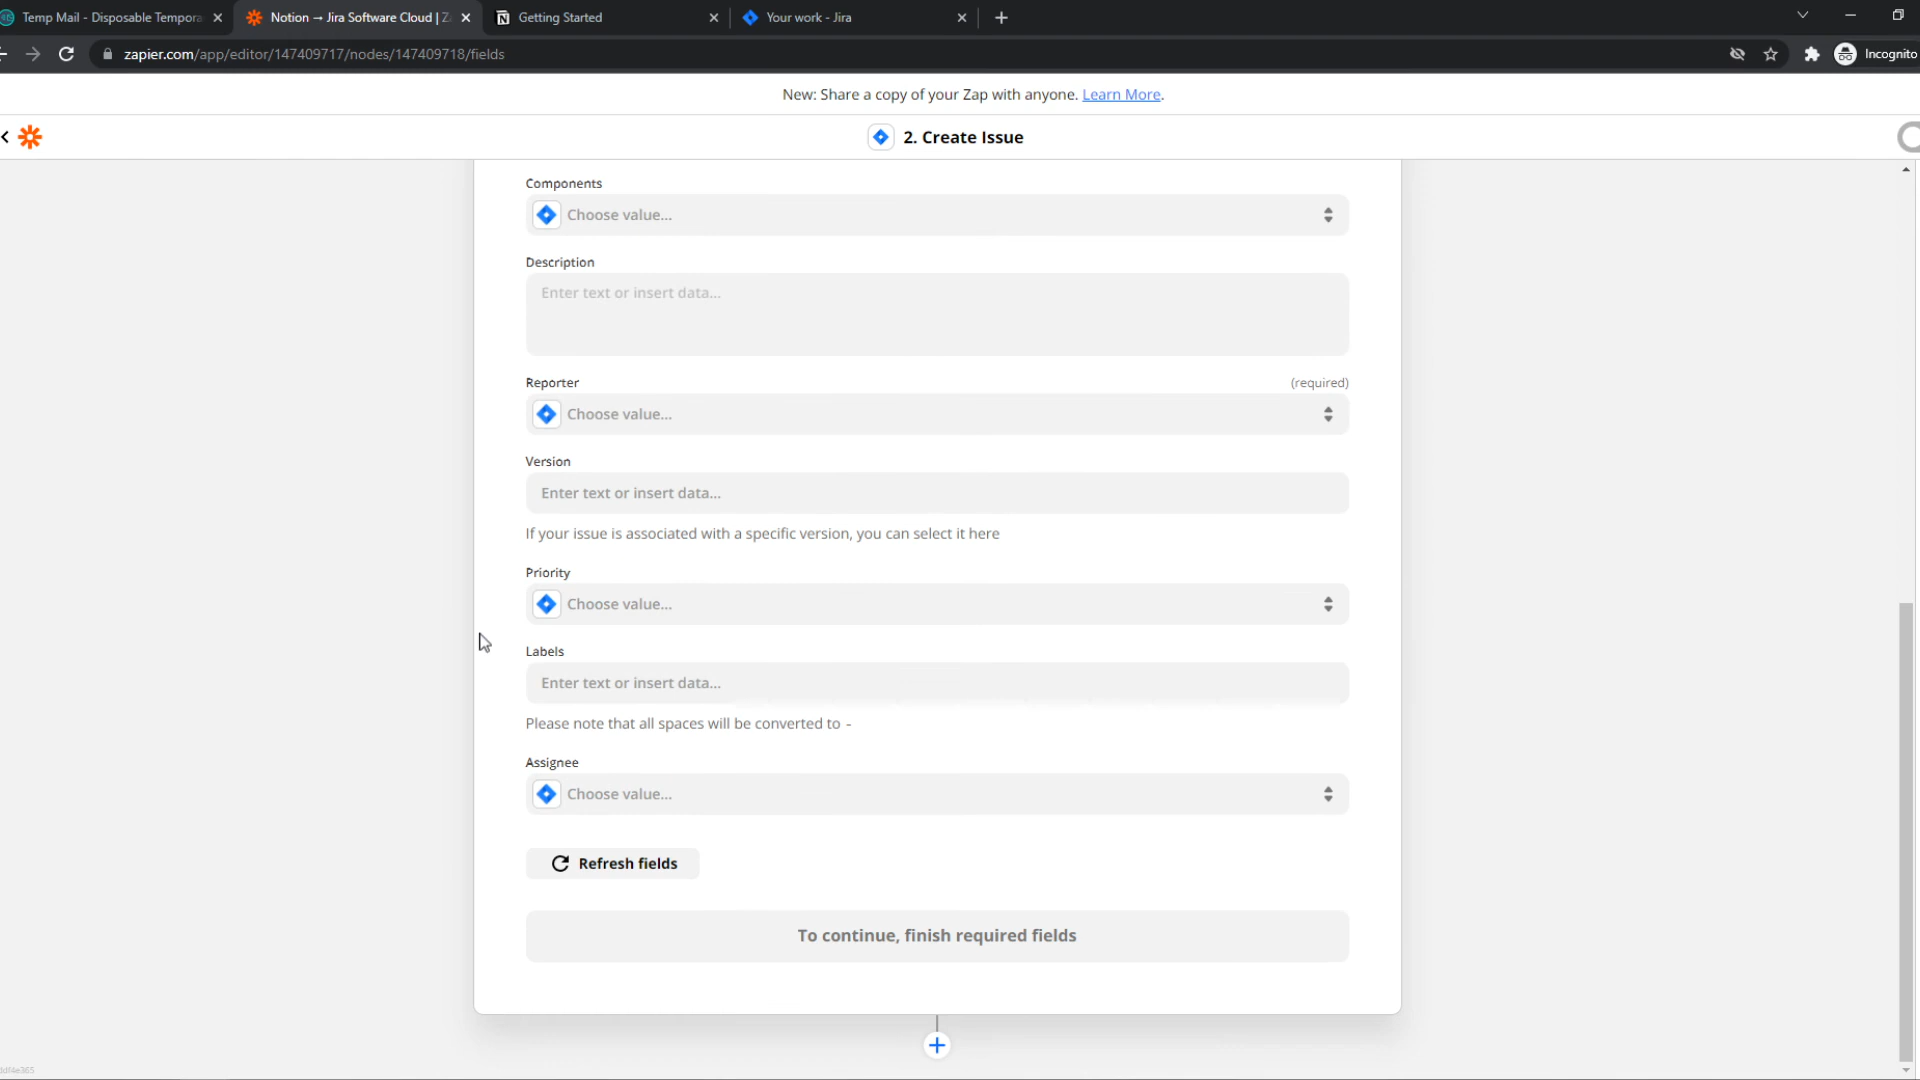 Temp Mail - Disposable Tempora
Notion → Jira Software Cloud | Z
Getting Started
Your work - Jira
zapier.com/app/editor/147409717/nodes/147409718/fields
Incognito
New: Share a copy of your Zap with anyone. Learn More.
2. Create Issue
Components
Choose value...
Description
Enter text or insert data...
Reporter (required)
Choose value...
Version
Enter text or insert data...
If your issue is associated with a specific version, you can select it here
Priority
Choose value...
Labels
Enter text or insert data...
Please note that all spaces will be converted to -
Assignee
Choose value...
Refresh fields
To continue, finish required fields